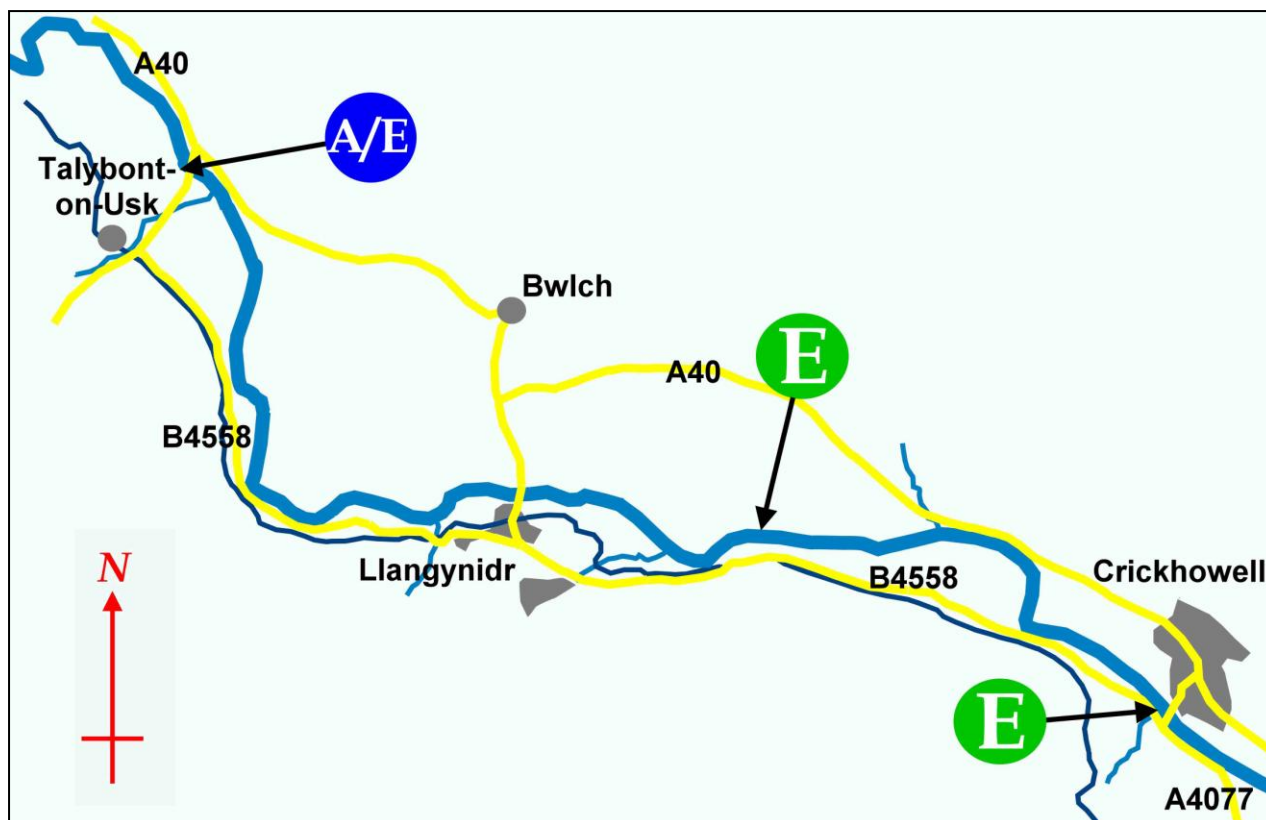 A40
A/E
Talybont-
on-Usk
Bwlch
E
A40
B4558
Llangynidr
B4558
Crickhowell
N
E
A4077